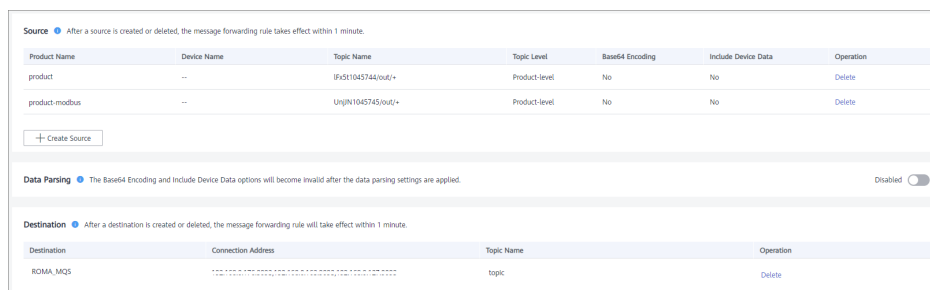 Source After a source is created or deleted, the message forwarding rule takes effect within 1 minute.
Product Name Device Name Topic Name Topic Level Base64 Encoding Include Device Data Operation
product -- lFx5t1045744/out/+ Product-level No No Delete
product-modbus -- UnJIN1045745/out/+ Product-level No No Delete
+ Create Source
Data Parsing The Base64 Encoding and Include Device Data options will become invalid after the data parsing settings are applied. Disabled
Destination After a destination is created or deleted, the message forwarding rule will take effect within 1 minute.
Destination Connection Address Topic Name Operation
ROMA_MQS topic Delete